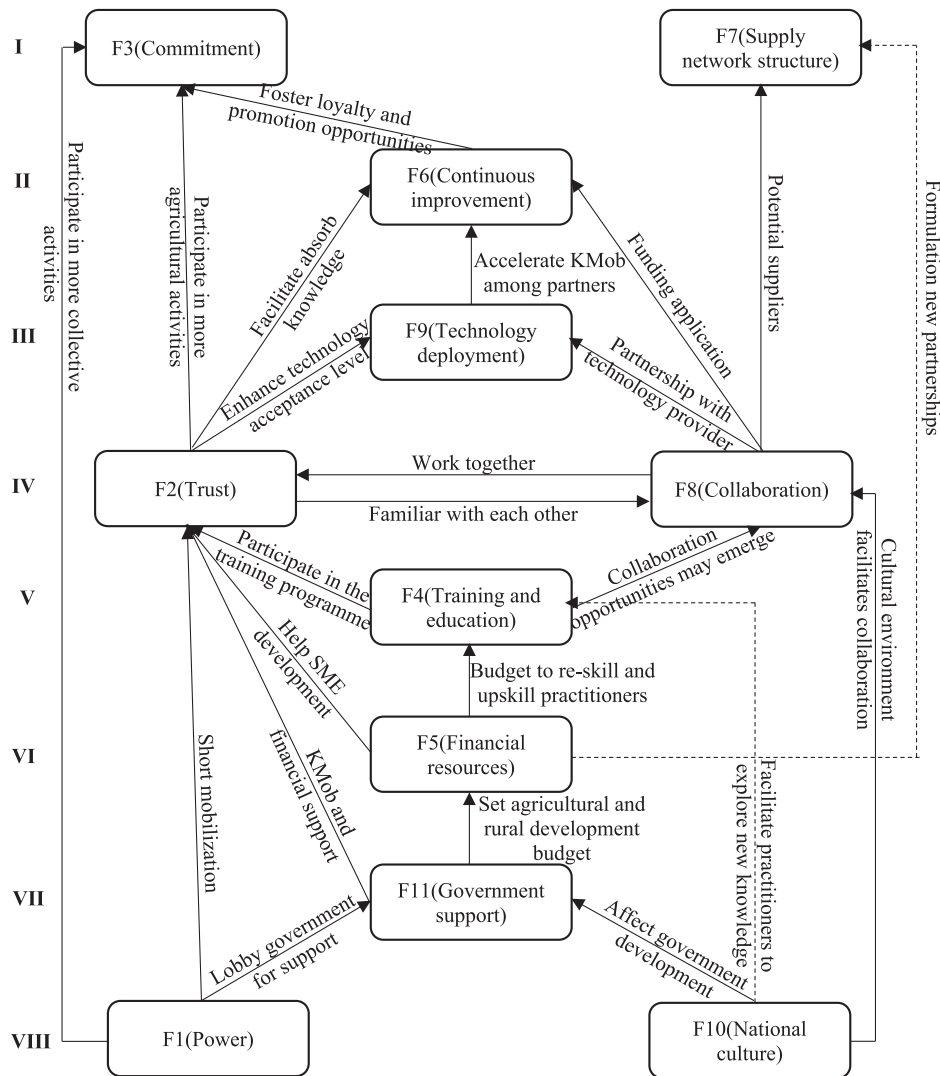 I
F3(Commitment)
F7(Supply
network structure)
Foster loyalty and
promotion opportunities
Participate in more collective
activities
Participate in more
agricultural activities
II
F6(Continuous
improvement)
Potential suppliers
Formulation new partnerships
Facilitate absorb
knowledge
Accelerate KMob
among partners
Funding application
III
F9(Technology
deployment)
Enhance technology
acceptance level
Partnership with
technology provider
IV
F2(Trust)
Work together
Familiar with each other
F8(Collaboration)
Participate in the
training programme
Collaboration
opportunities may emerge
Cultural environment
facilitates collaboration
V
F4(Training and
education)
Help SME
development
Budget to re-skill and
upskill practitioners
VI
F5(Financial
resources)
Short mobilization
KMob and
financial support
Set agricultural and
rural development
budget
Facilitate practitioners to
explore new knowledge
VII
F11(Government
support)
Lobby government
for support
Affect government
development
VIII
F1(Power)
F10(National
culture)